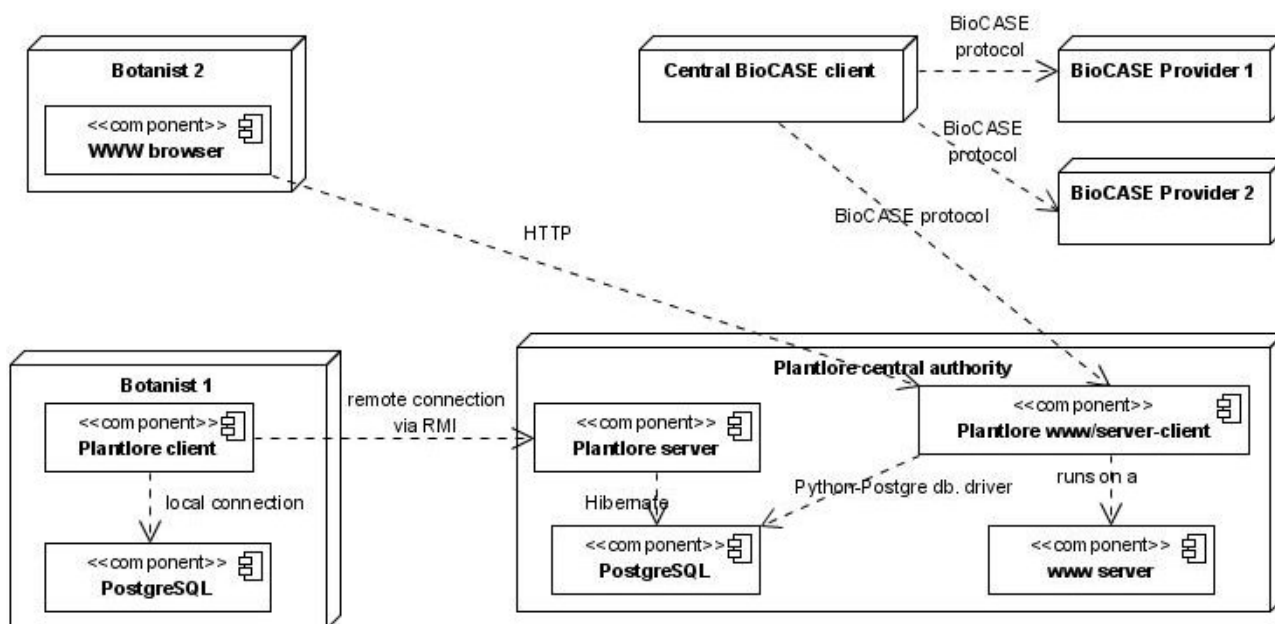 Botanist 2
<<component>>
WWW browser
Central BioCASE client
BioCASE
protocol
BioCASE Provider 1
BioCASE
protocol
BioCASE Provider 2
BioCASE protocol
HTTP
Botanist 1
<<component>>
Plantlore client
local connection
<<component>>
PostgreSQL
remote connection
via RMI
Plantlore central authority
<<component>>
Plantlore server
<<component>>
Plantlore www/server-client
Hibernate
Python-Postgre db. driver
runs on a
<<component>>
PostgreSQL
<<component>>
www server